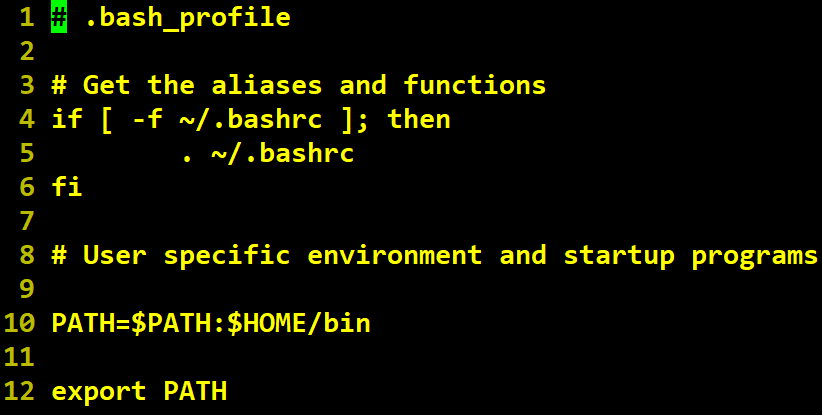 1 # .bash_profile
2
3 # Get the aliases and functions
4 if [ -f ~/.bashrc ]; then
5         . ~/.bashrc
6 fi
7
8 # User specific environment and startup programs
9
10 PATH=$PATH:$HOME/bin
11
12 export PATH